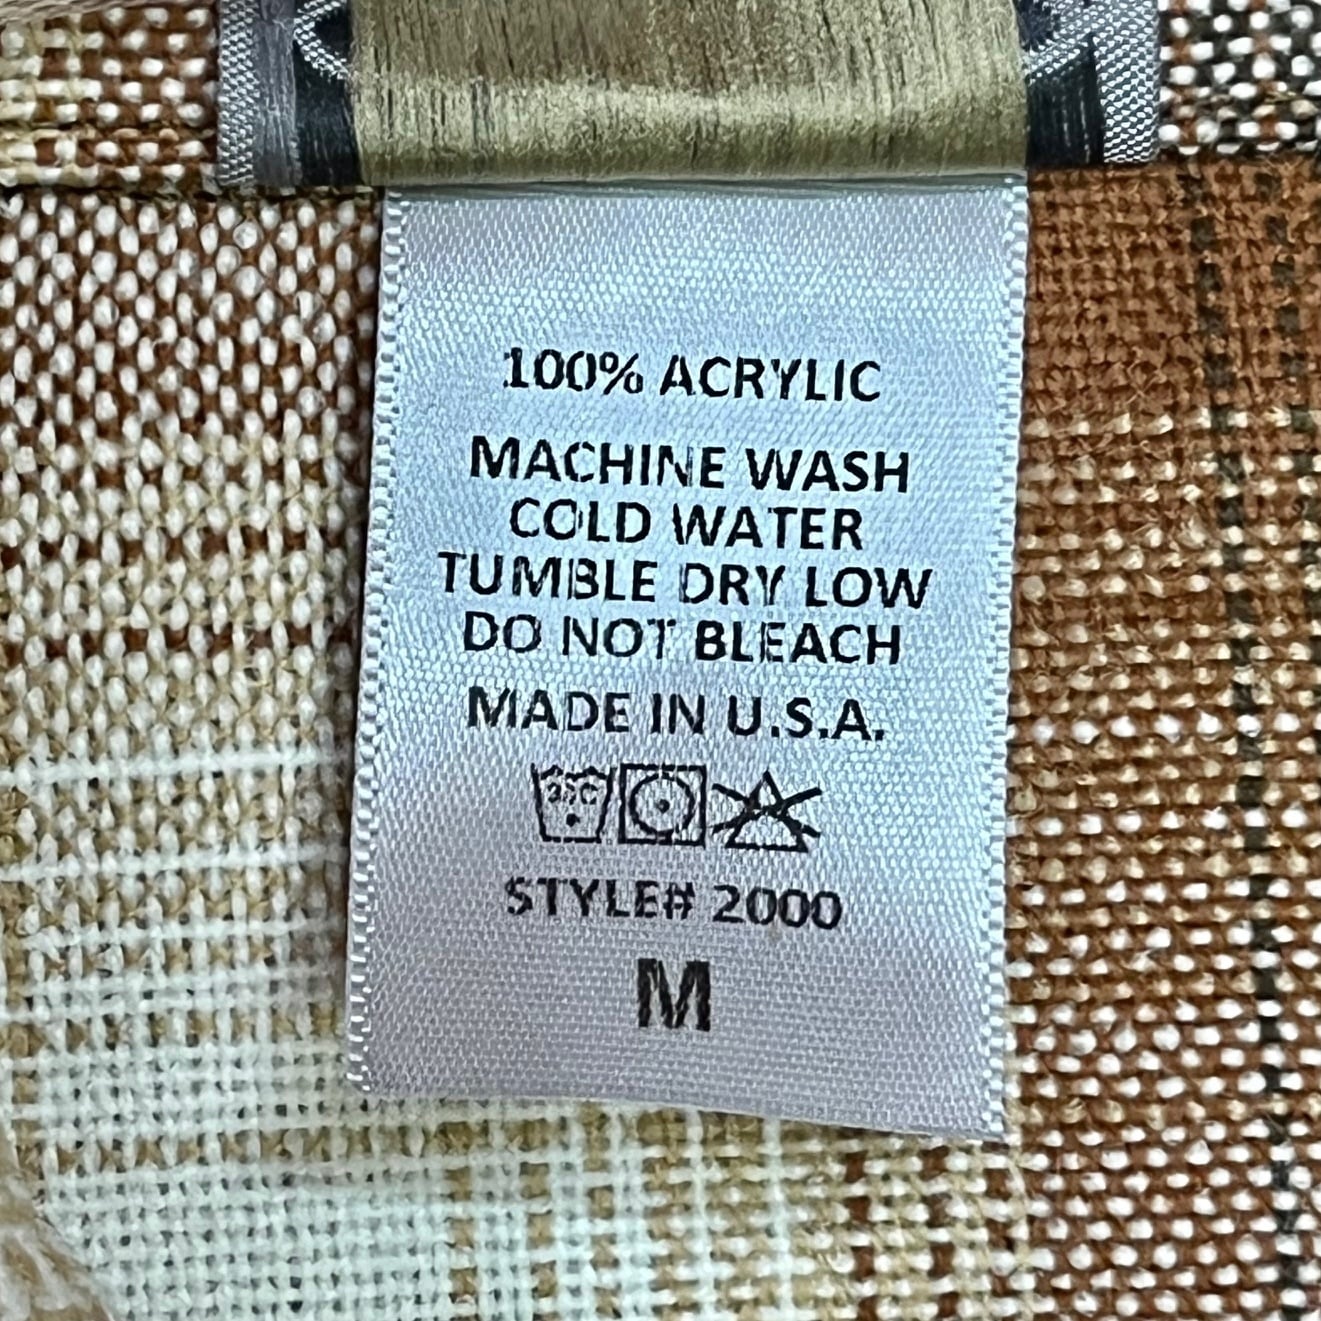 100% ACRYLIC
MACHINE WASH
COLD WATER
TUMBLE DRY LOW
DO NOT BLEACH
MADE IN U.S.A.
STYLE# 2000
M